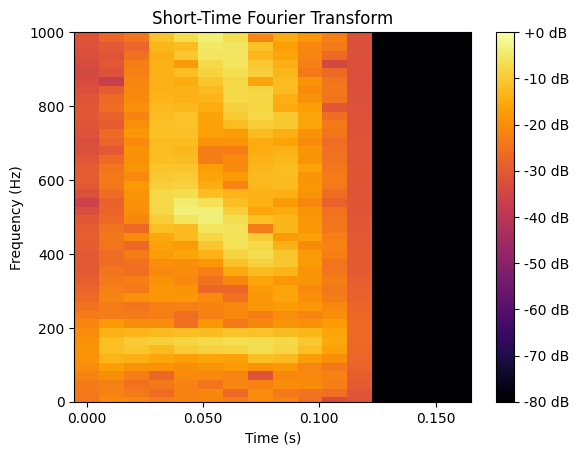 Short-Time Fourier Transform
1000
800
600
400
200
0
Frequency (Hz)
0.000
0.050
0.100
0.150
Time (s)
+0 dB
-10 dB
-20 dB
-30 dB
-40 dB
-50 dB
-60 dB
-70 dB
-80 dB